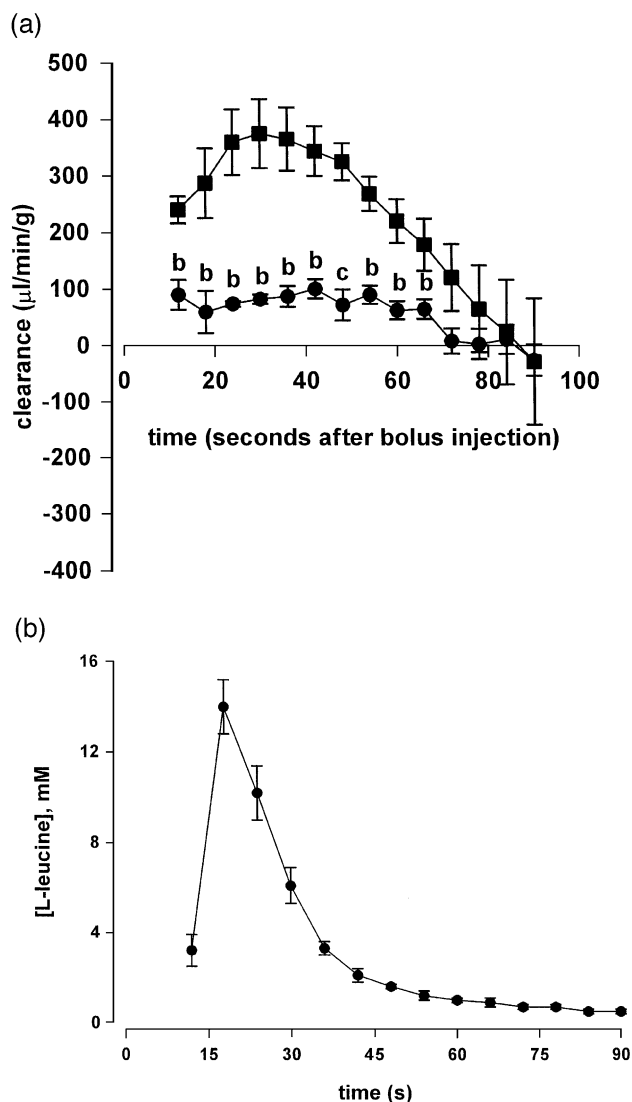 (a)
500
400
300
200
100
0
-100
-200
-300
-400
clearance (μl/min/g)
b b b b b b c b b b
0 20 40 60 80 100
time (seconds after bolus injection)
(b)
16
12
8
4
0
[L-leucine], mM
0 15 30 45 60 75 90
time (s)